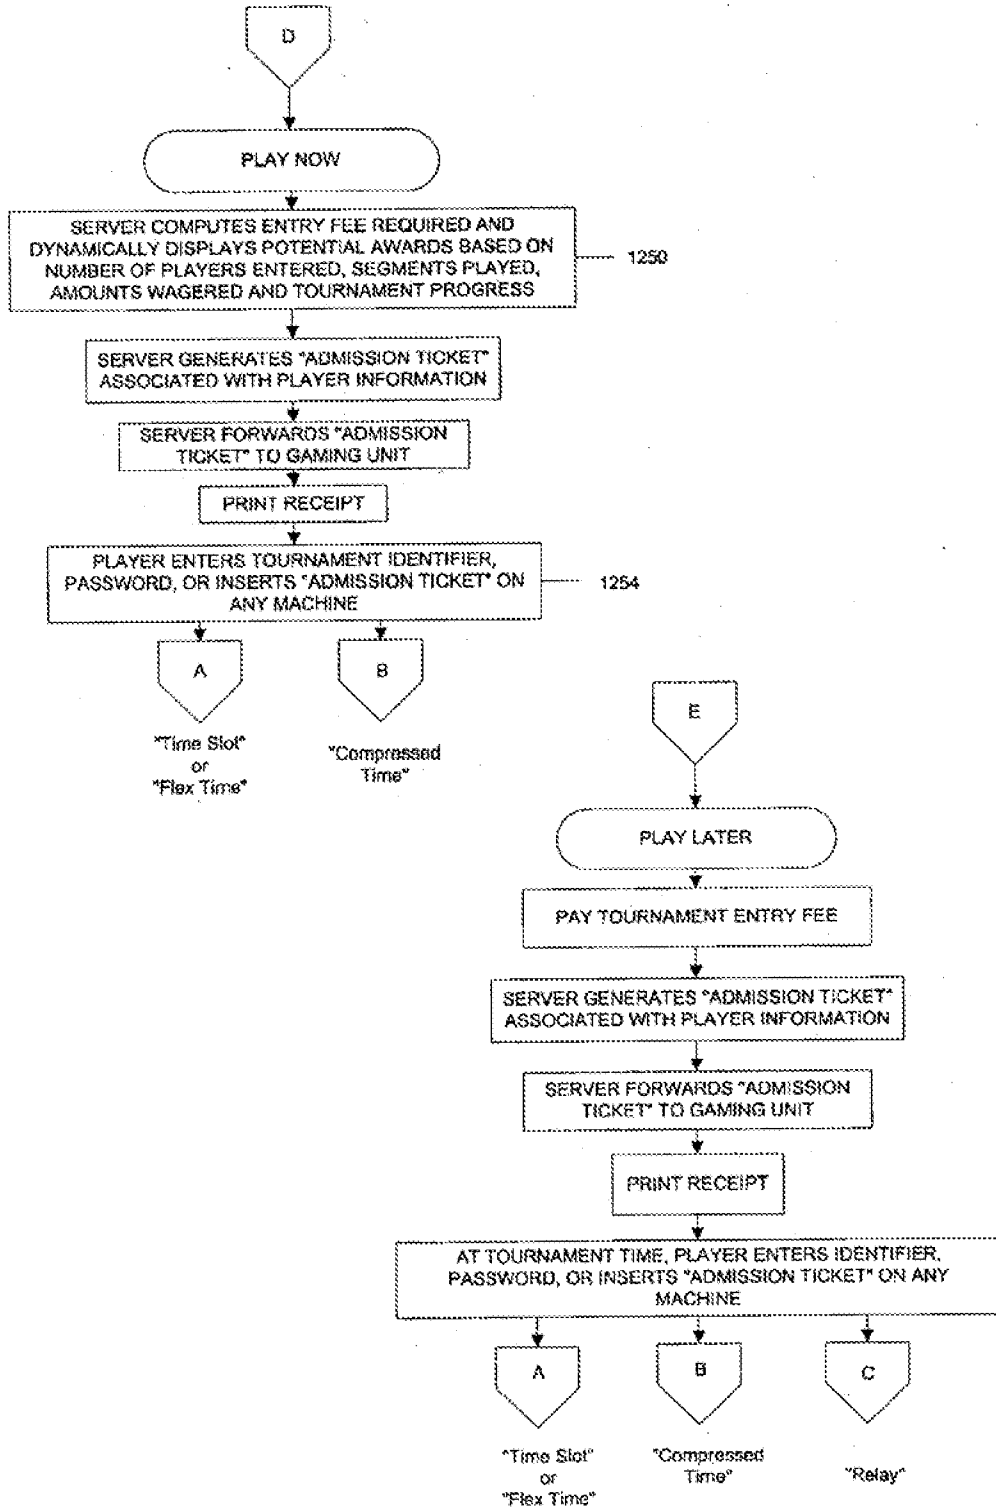 D
PLAY NOW
SERVER COMPUTES ENTRY FEE REQUIRED AND
DYNAMICALLY DISPLAYS POTENTIAL AWARDS BASED ON
NUMBER OF PLAYERS ENTERED, SEGMENTS PLAYED,
AMOUNTS WAGERED AND TOURNAMENT PROGRESS
1250
SERVER GENERATES "ADMISSION TICKET"
ASSOCIATED WITH PLAYER INFORMATION
SERVER FORWARDS "ADMISSION
TICKET" TO GAMING UNIT
PRINT RECEIPT
PLAYER ENTERS TOURNAMENT IDENTIFIER,
PASSWORD, OR INSERTS "ADMISSION TICKET" ON
ANY MACHINE
1254
A
B
"Time Slot"
or
"Flex Time"
"Compressed
Time"
E
PLAY LATER
PAY TOURNAMENT ENTRY FEE
SERVER GENERATES "ADMISSION TICKET"
ASSOCIATED WITH PLAYER INFORMATION
SERVER FORWARDS "ADMISSION
TICKET" TO GAMING UNIT
PRINT RECEIPT
AT TOURNAMENT TIME, PLAYER ENTERS IDENTIFIER,
PASSWORD, OR INSERTS "ADMISSION TICKET" ON ANY
MACHINE
A
B
C
"Time Slot"
or
"Flex Time"
"Compressed
Time"
"Relay"